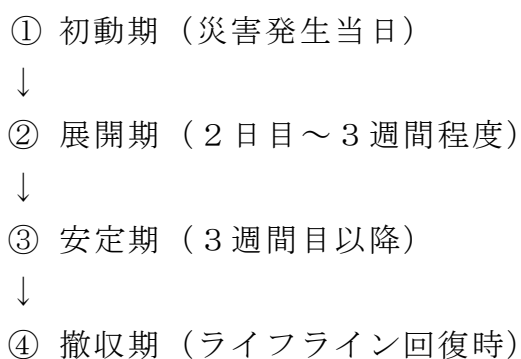 ① 初動期（災害発生当日）
↓
② 展開期（２日目～３週間程度）
↓
③ 安定期（３週間目以降）
↓
④ 撤収期（ライフライン回復時）